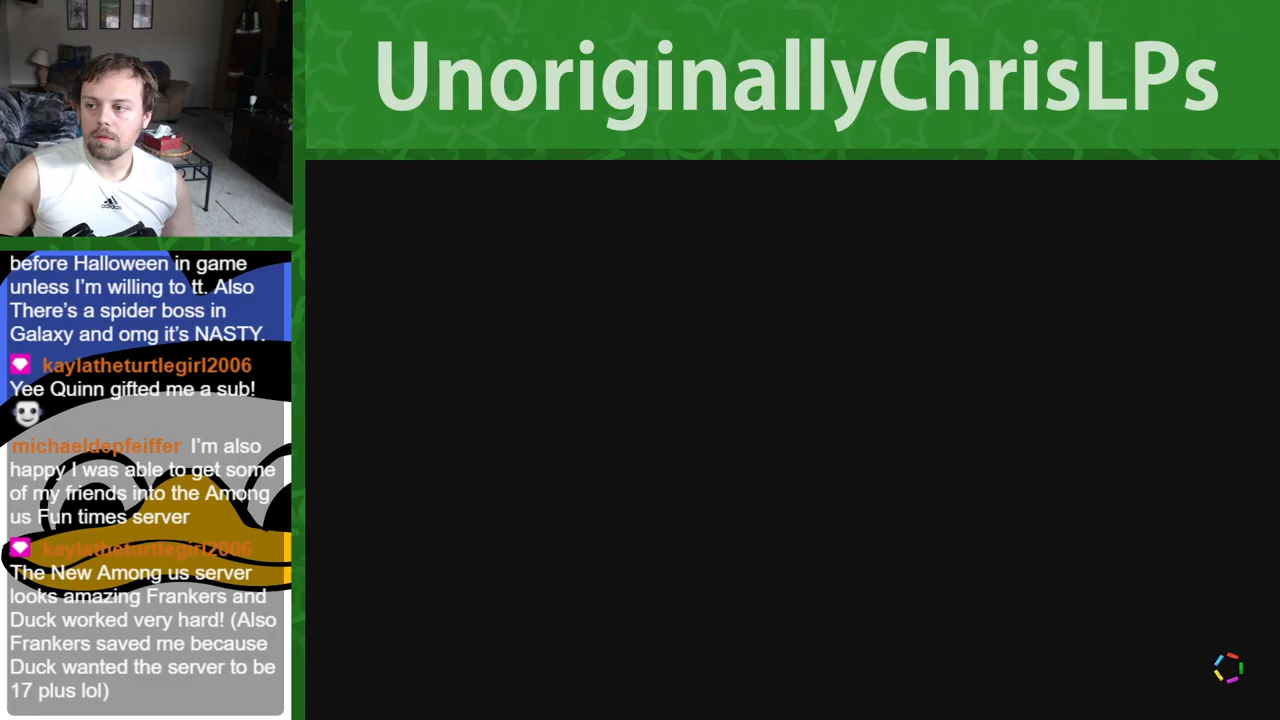 UnoriginallyChrisLPs
adidas
before Halloween in game
unless I'm willing to tt. Also
There's a spider boss in
Galaxy and omg it's NASTY.
kaylatheturtlegirl2006
Yee Quinn gifted me a sub!
michaeldepfeiffer I'm also
happy I was able to get some
of my friends into the Among
us Fun times server
kaylatheturtlegirl2006
The New Among us server
looks amazing Frankers and
Duck worked very hard! (Also
Frankers saved me because
Duck wanted the server to be
17 plus lol)